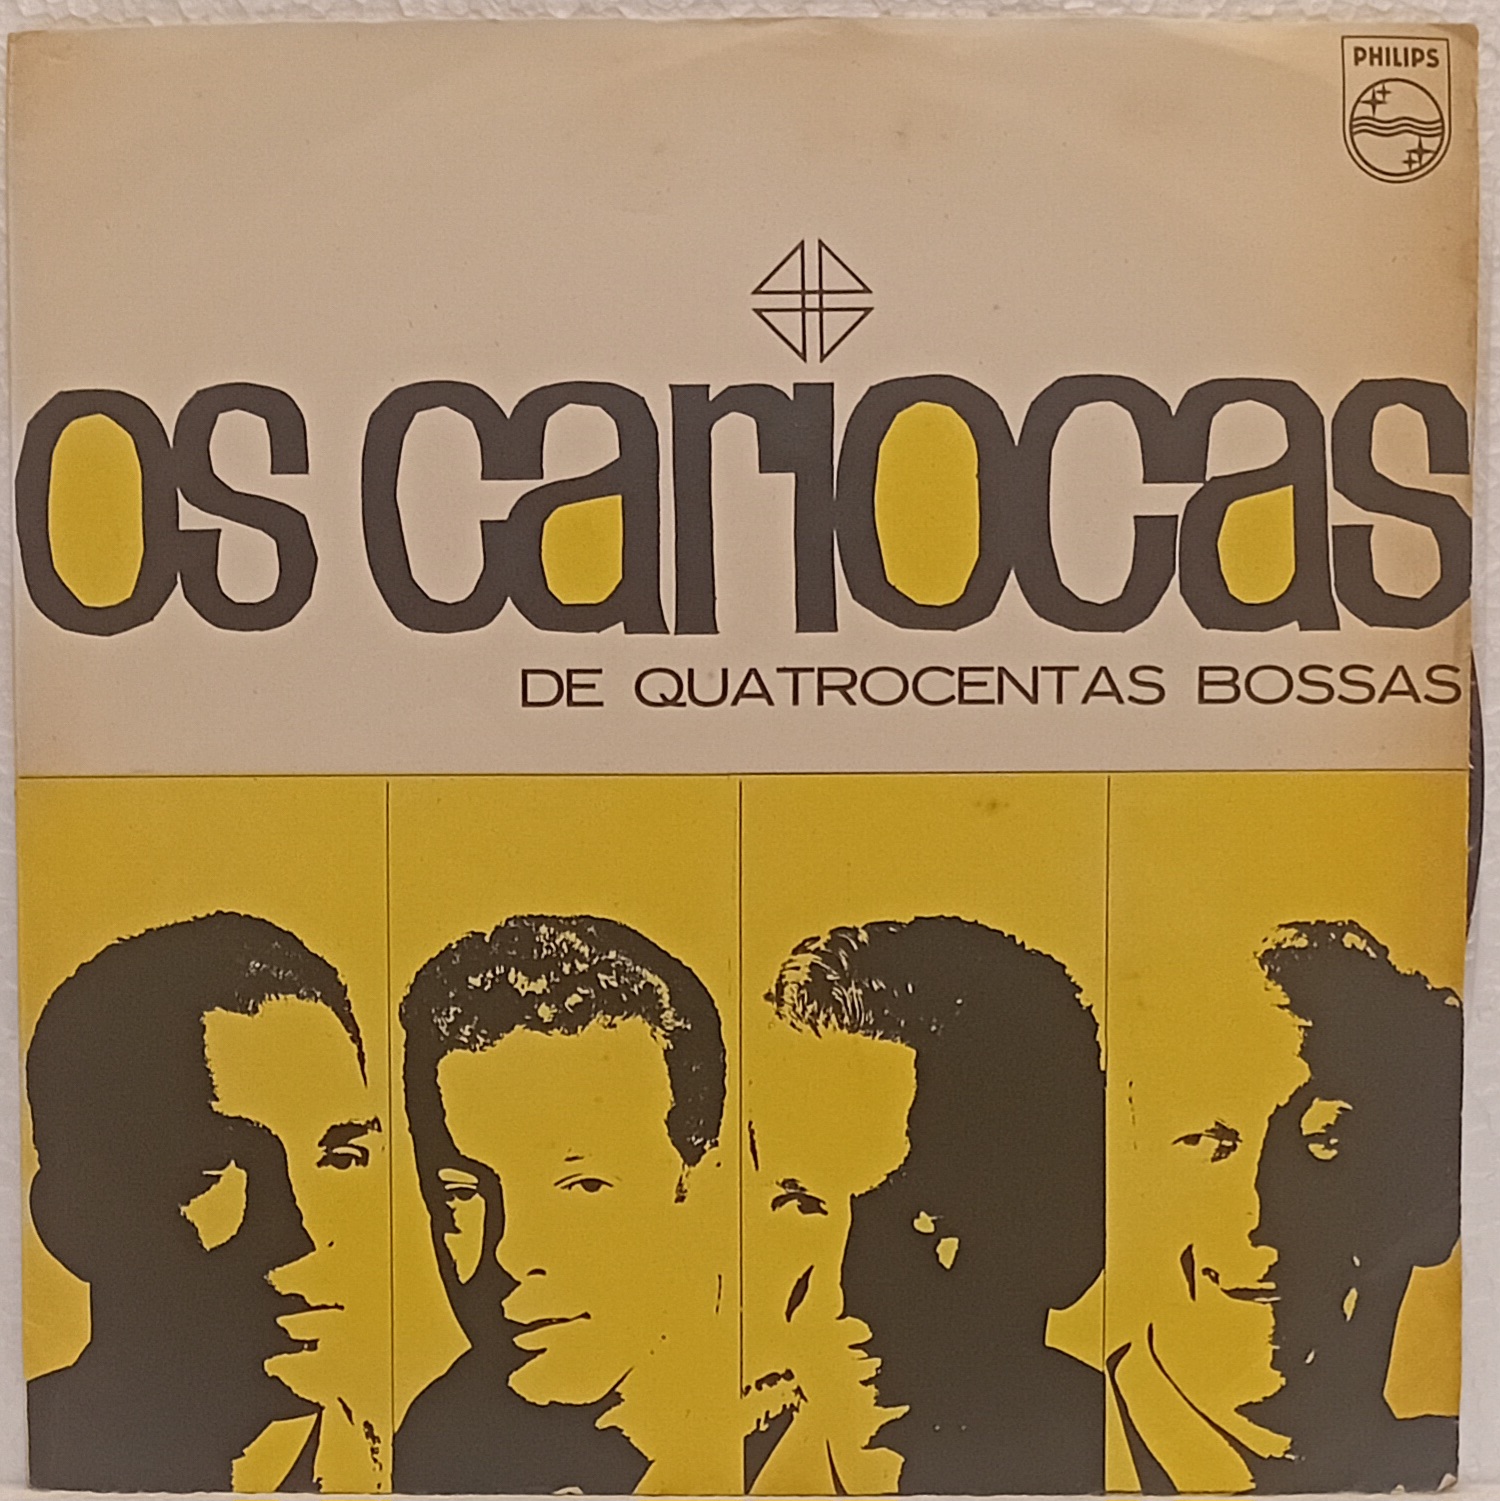 PHILIPS
os cariocas
DE QUATROCENTAS BOSSAS